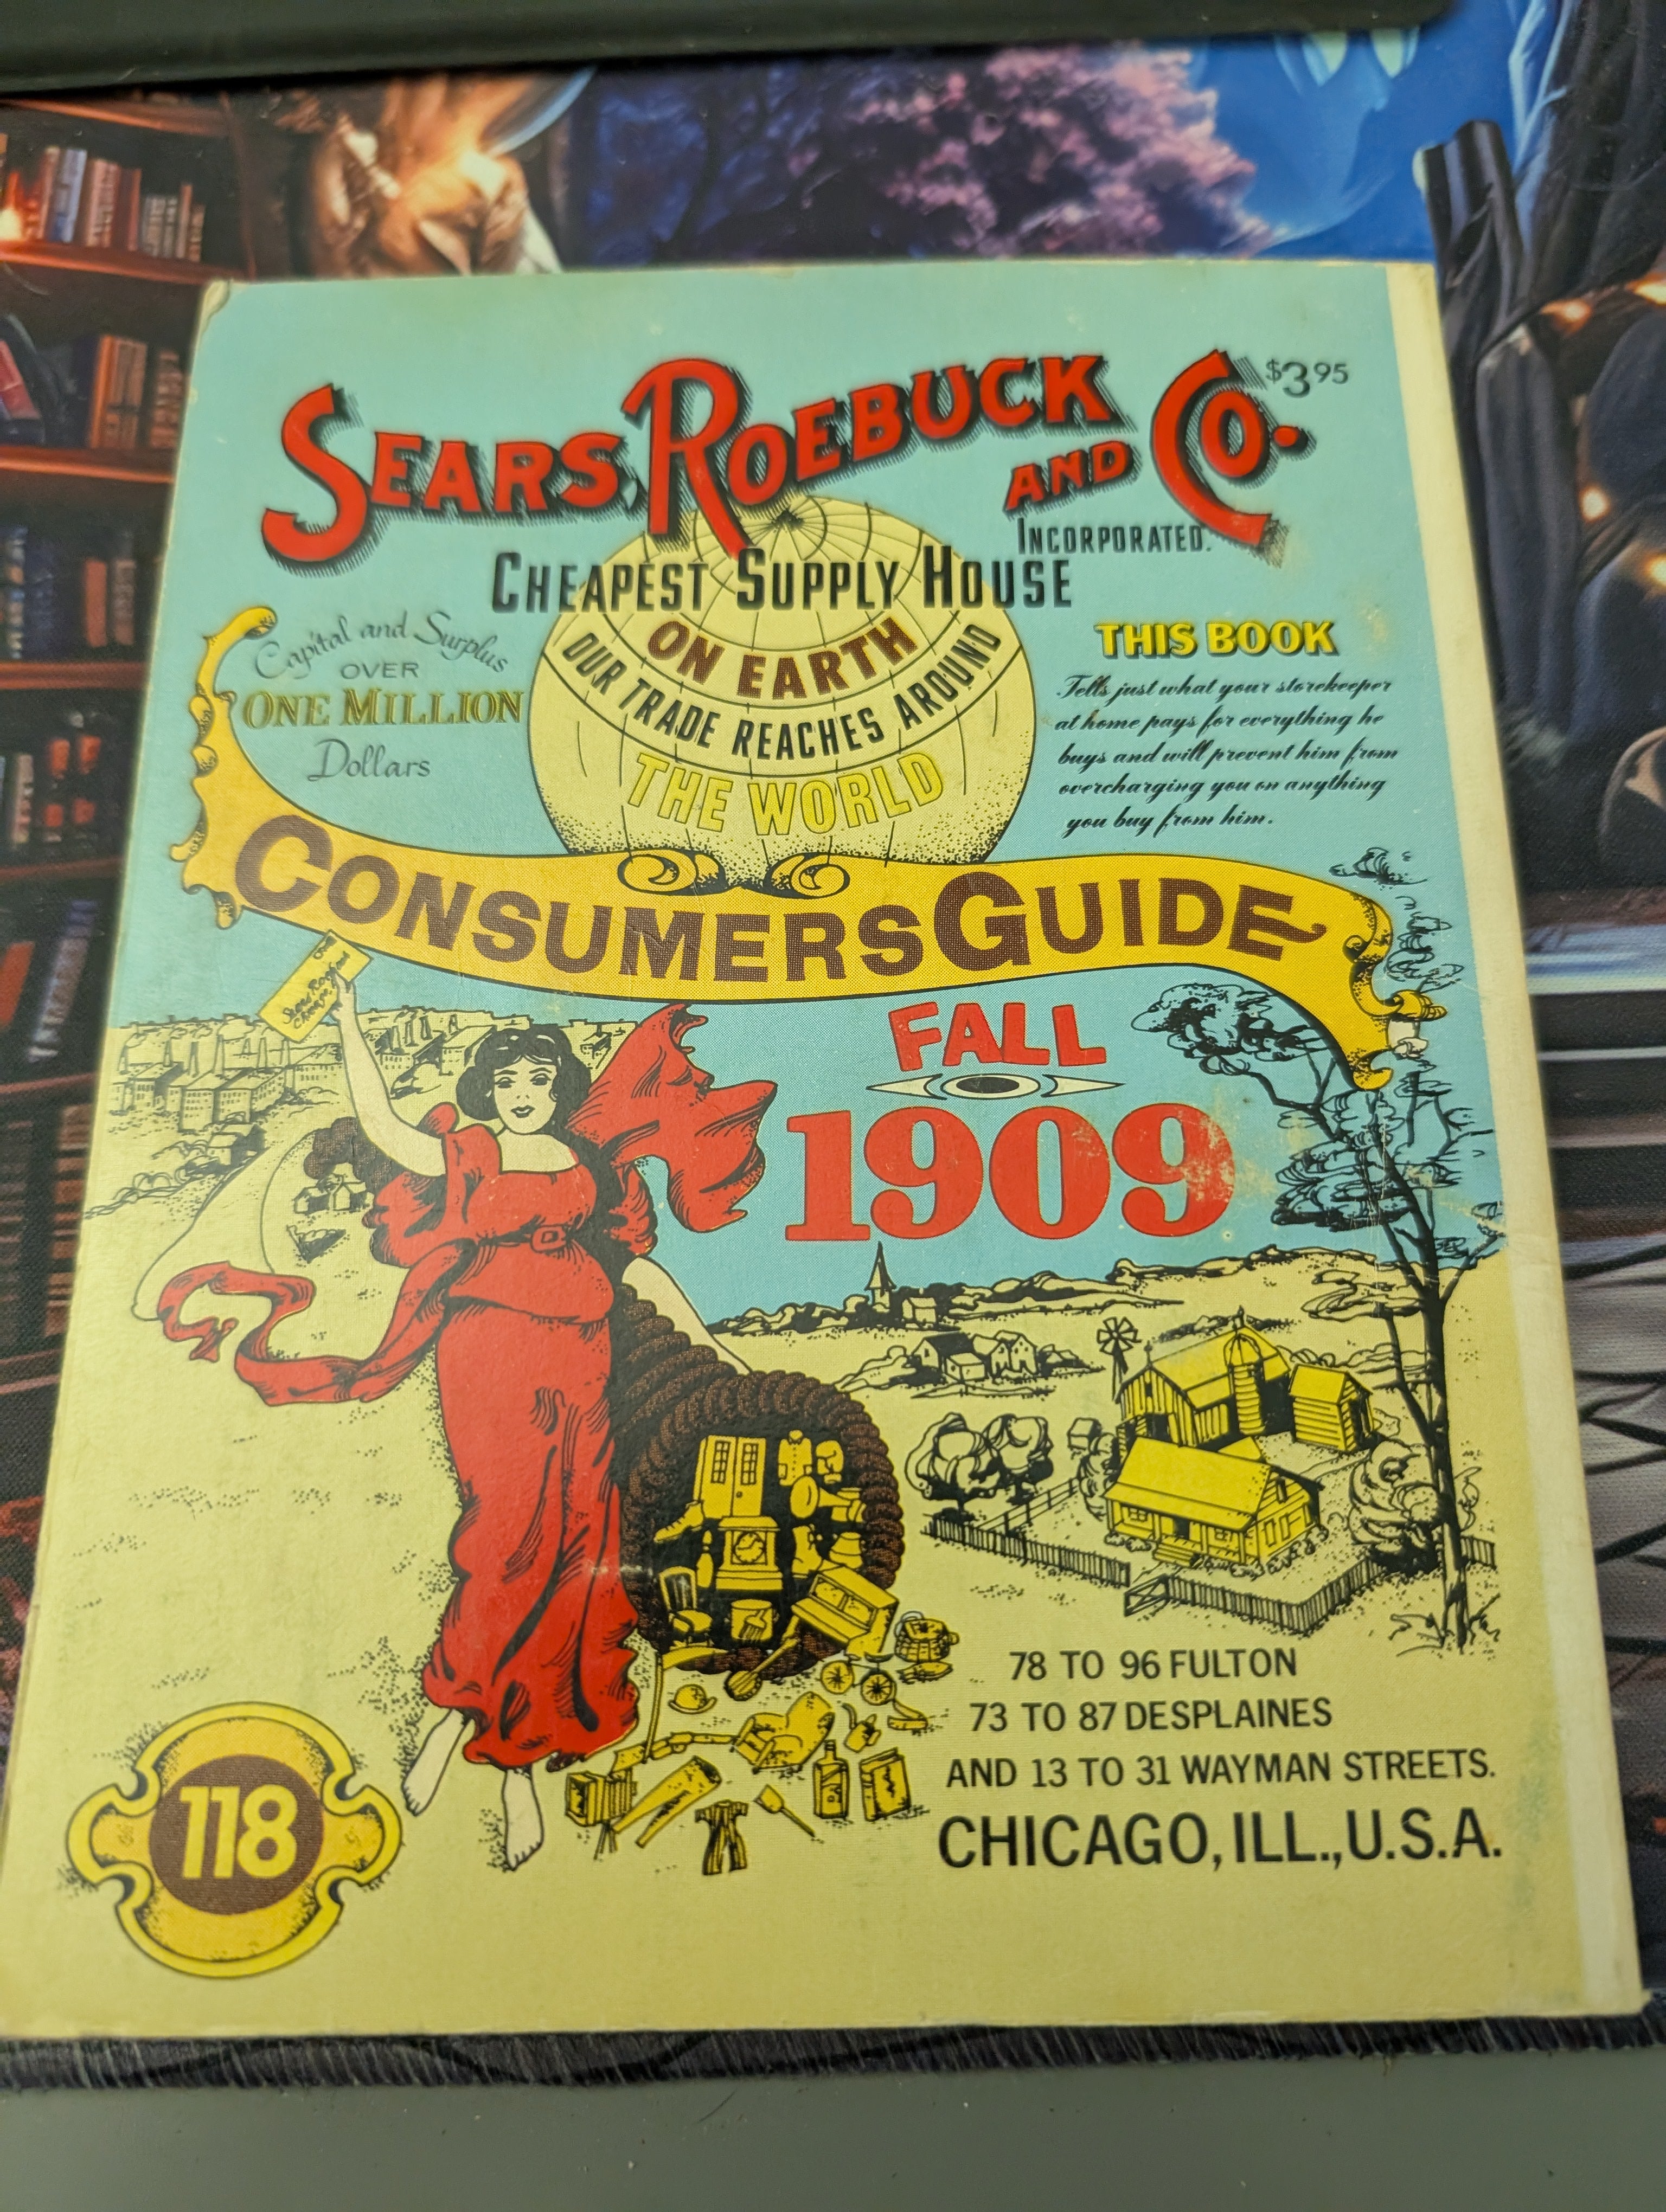 SEARS, ROEBUCK AND CO.
$3.95
INCORPORATED.
CHEAPEST SUPPLY HOUSE
ON EARTH
OUR TRADE REACHES AROUND
THE WORLD
Capital and Surplus
OVER
ONE MILLION
Dollars
THIS BOOK
Tells just what your storekeeper
at home pays for everything he
buys and will prevent him from
overcharging you on anything
you buy from him.
CONSUMERS GUIDE
FALL
1909
78 TO 96 FULTON
73 TO 87 DESPLAINES
AND 13 TO 31 WAYMAN STREETS.
CHICAGO, ILL., U.S.A.
118